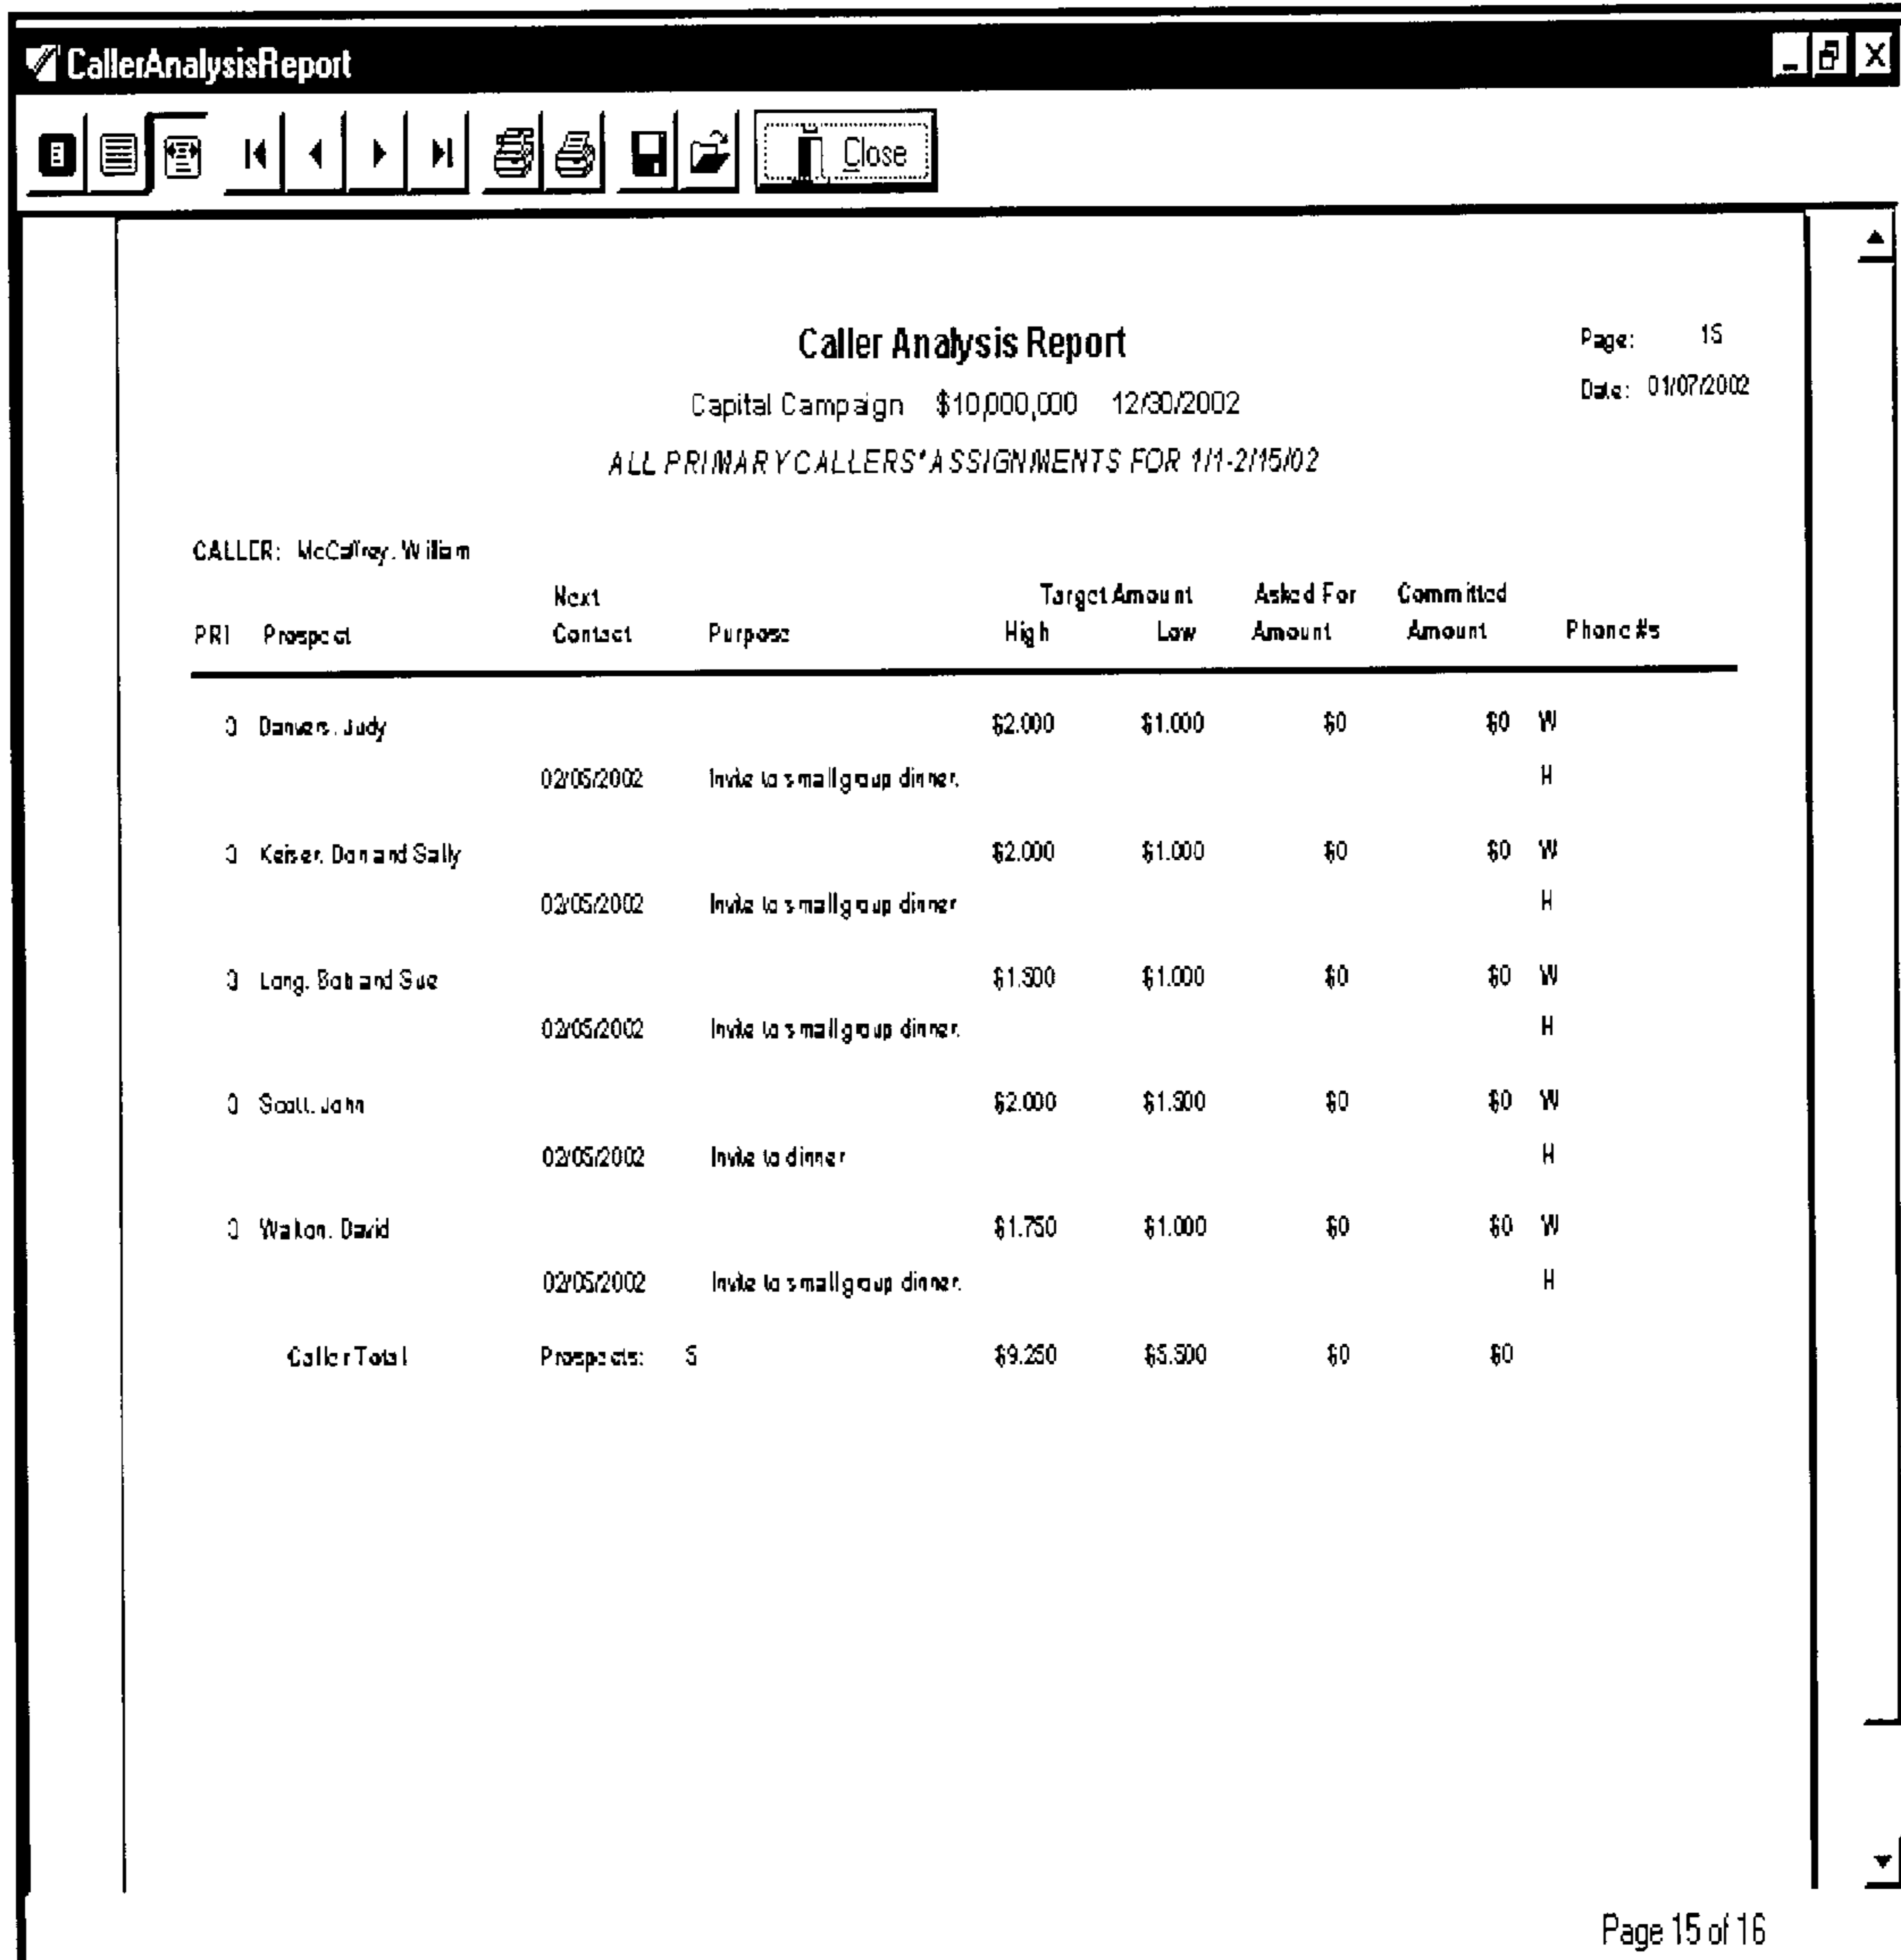 CallerAnalysisReport
Close
Caller Analysis Report
Page: 15
Capital Campaign $10,000,000 12/30/2002
Date: 01/07/2002
ALL PRIMARY CALLERS' ASSIGNMENTS FOR 1/1-2/15/02
CALLER: McCaffrey, William
Next Target Amount Asked For Committed
PRI Prospect Contact Purpose High Low Amount Amount Phone #s
0 Danvers, Judy $2,000 $1,000 $0 $0 W
02/05/2002 Invite to small group dinner. H
0 Keiser, Don and Sally $2,000 $1,000 $0 $0 W
02/05/2002 Invite to small group dinner H
0 Long, Bob and Sue $1,500 $1,000 $0 $0 W
02/05/2002 Invite to small group dinner. H
0 Scott, John $2,000 $1,500 $0 $0 W
02/05/2002 Invite to dinner H
0 Walton, David $1,750 $1,000 $0 $0 W
02/05/2002 Invite to small group dinner. H
Caller Total Prospects: 5 $9,250 $5,500 $0 $0
Page 15 of 16